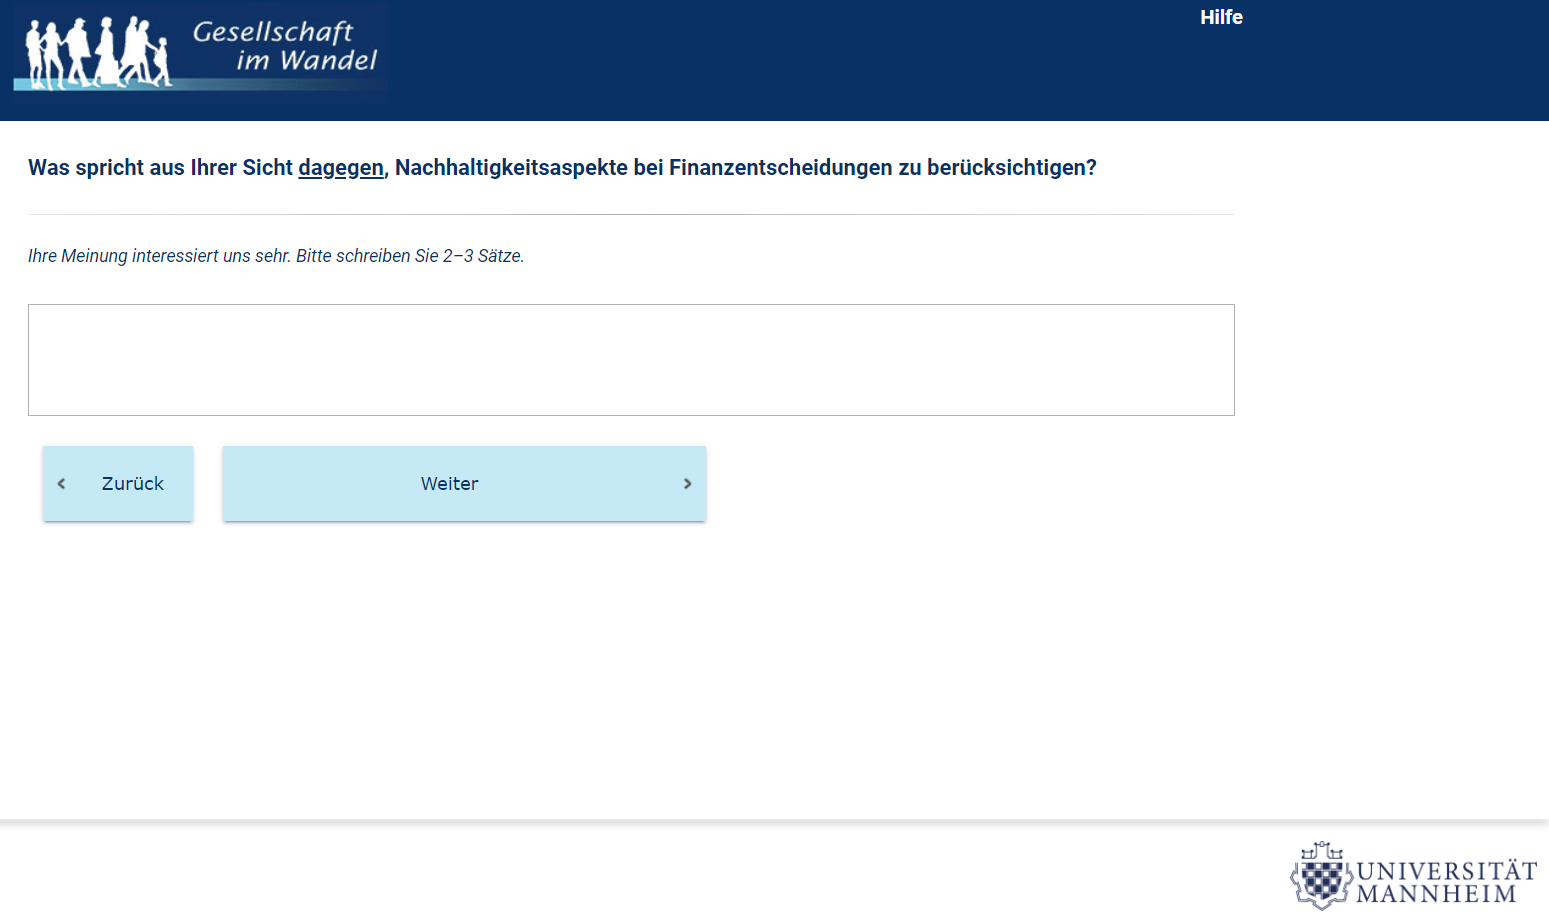 Gesellschaft
im Wandel
Hilfe
Was spricht aus Ihrer Sicht dagegen, Nachhaltigkeitsaspekte bei Finanzentscheidungen zu berücksichtigen?
Ihre Meinung interessiert uns sehr. Bitte schreiben Sie 2–3 Sätze.
Zurück
Weiter
UNIVERSITÄT
MANNHEIM